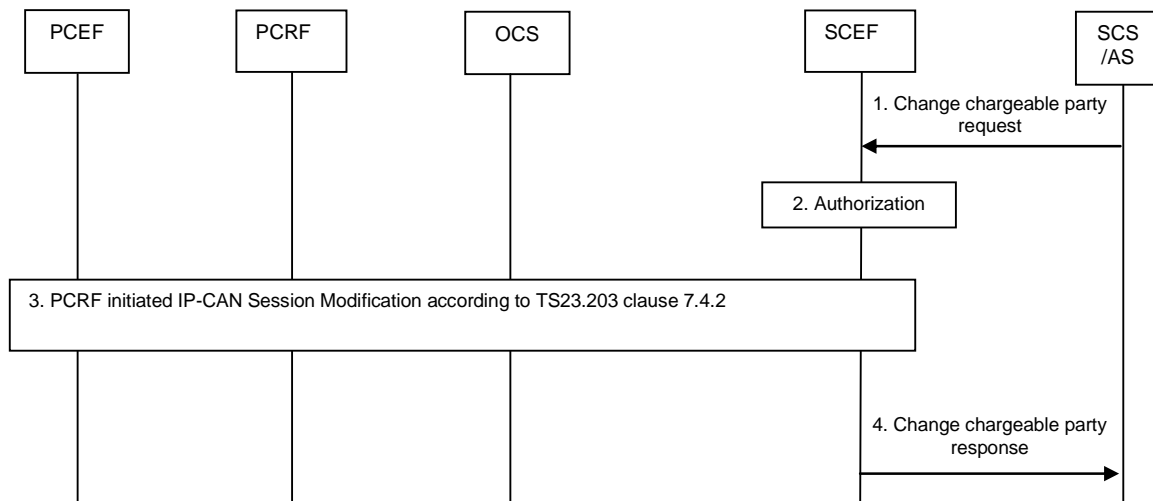 PCEF
PCRF
OCS
SCEF
SCS
/AS
1. Change chargeable party
request
2. Authorization
3. PCRF initiated IP-CAN Session Modification according to TS23.203 clause 7.4.2
4. Change chargeable party
response